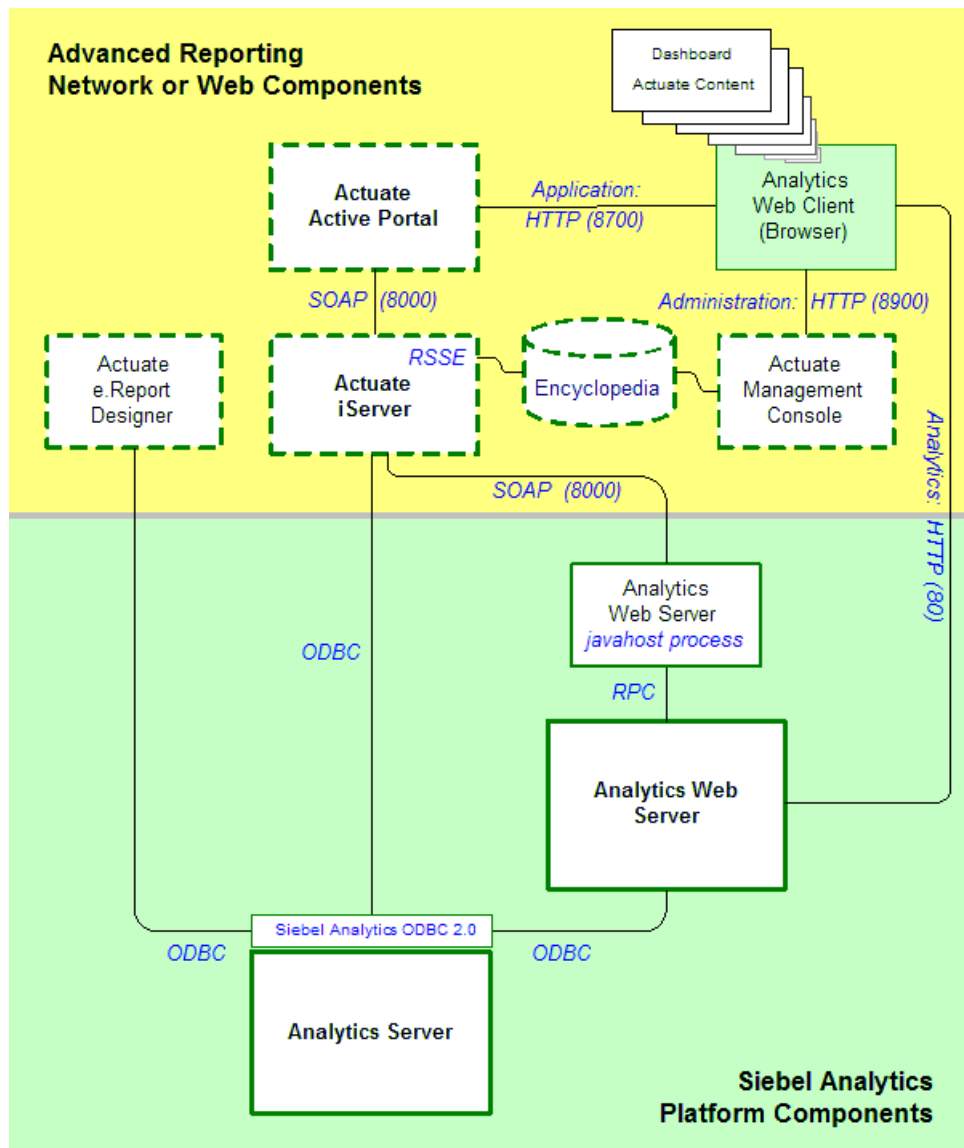 Advanced Reporting
Network or Web Components
Dashboard
Actuate Content
Actuate
Active Portal
Application:
HTTP (8700)
Analytics
Web Client
(Browser)
SOAP (8000)
Administration: HTTP (8900)
Actuate
e.Report
Designer
Actuate
iServer
RSSE
Encyclopedia
Actuate
Management
Console
Analytics: HTTP (80)
SOAP (8000)
Analytics
Web Server
javahost process
ODBC
RPC
Analytics Web
Server
Siebel Analytics ODBC 2.0
ODBC
ODBC
Analytics Server
Siebel Analytics
Platform Components